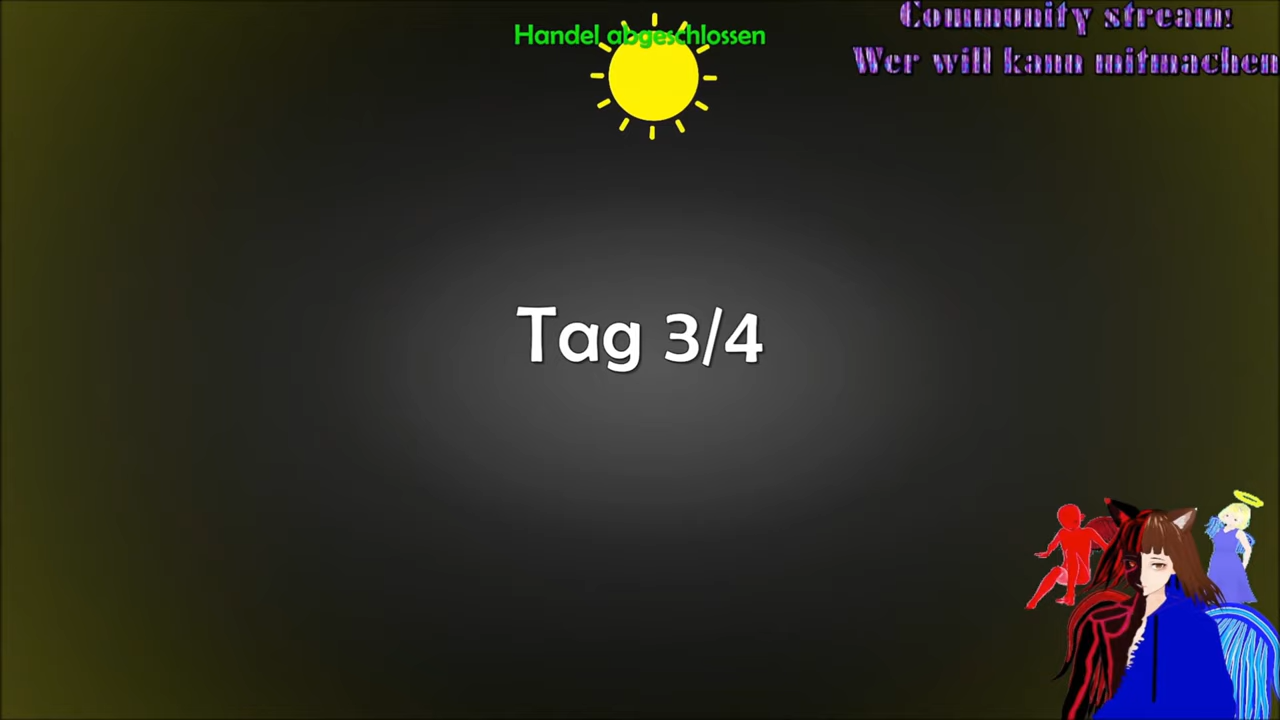 Handel abgeschlossen
Community stream:
Wer will kann mitmachen
Tag 3/4